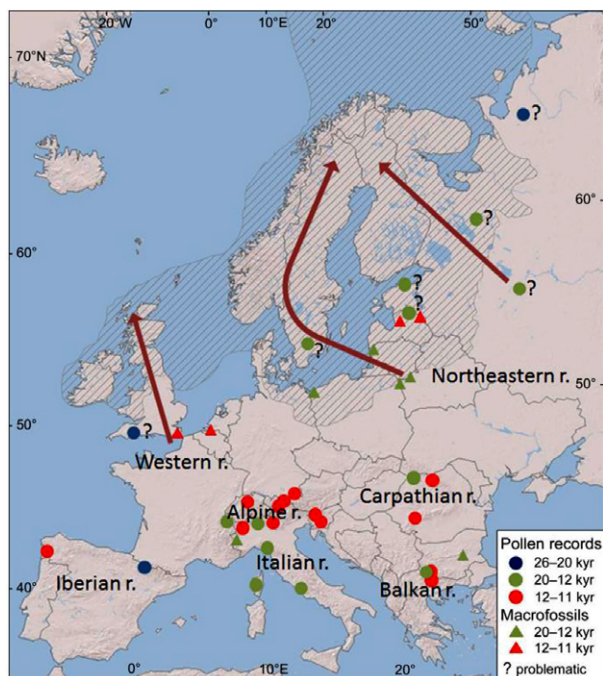 20°W 0° 10°E 20° 50°
70°N
?
60°
?
60°
?
?
?
?
Northeastern r.
50°
?
50°
Western r.
Carpathian r.
Alpine r.
Italian r.
Iberian r.
Balkan r.
40°
40°
0° 10°E 20°
Pollen records
26–20 kyr
20–12 kyr
12–11 kyr
Macrofossils
20–12 kyr
12–11 kyr
? problematic